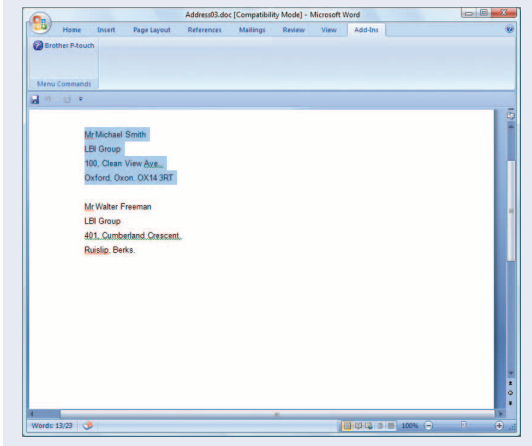 Address03.doc [Compatibility Mode] - Microsoft Word
Home Insert Page Layout References Mailings Review View Add-Ins
Brother P-touch
Menu Commands
Mr Michael Smith
LBI Group
100, Clean View Ave.,
Oxford, Oxon. OX14 3RT
Mr Walter Freeman
LBI Group
401, Cumberland Crescent,
Ruislip, Berks.
Words: 13/23 100%